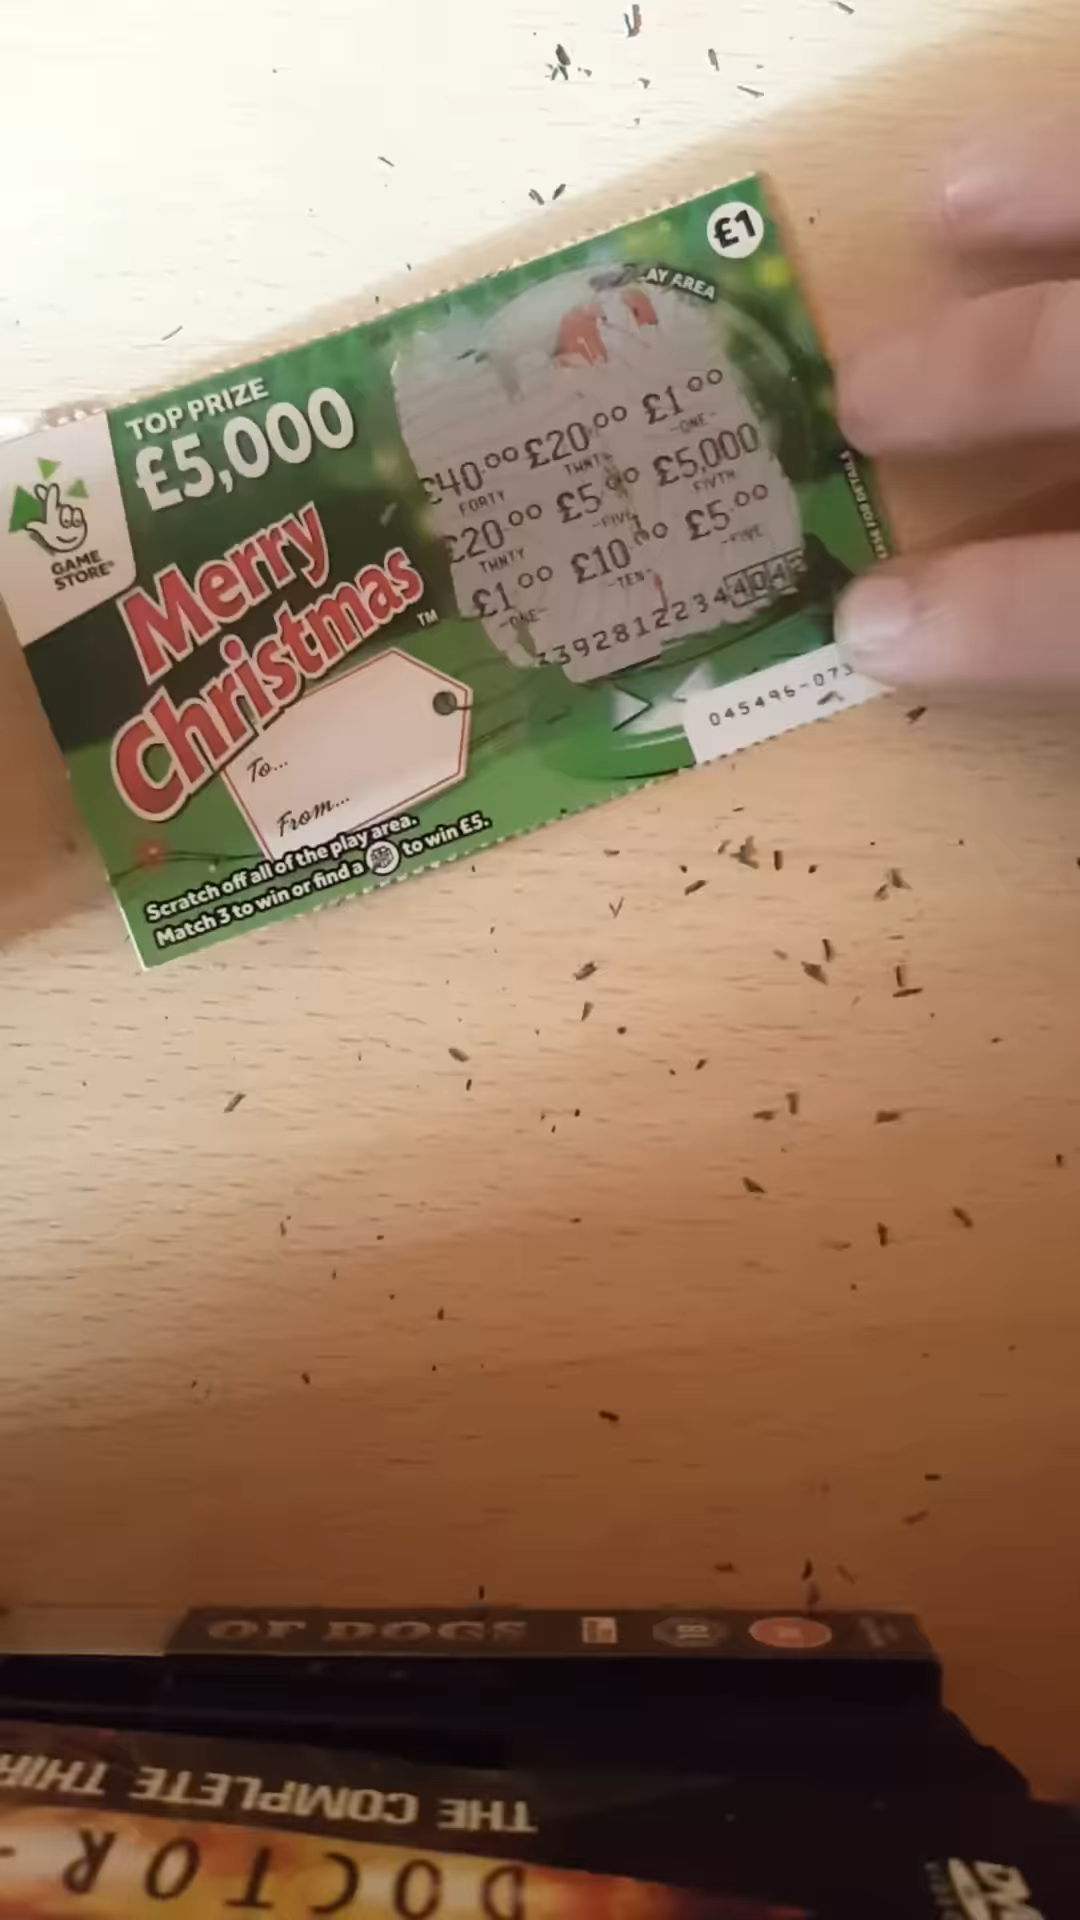 £1
PLAY AREA
TOP PRIZE
£5,000
GAME
STORE
Merry
Christmas™
£40.00 £20.00 £1.00
FORTY TWNTY -ONE-
£20.00 £5.00 £5,000
TWNTY -FIVE- FIVTH
£1.00 £10.00 £5.00
-ONE- -TEN- -FIVE-
3928122344042
045496-073
To...
From...
Scratch off all of the play area.
Match 3 to win or find a to win £5.
OF DOGS
18
THE COMPLETE THIR
DOCTOR